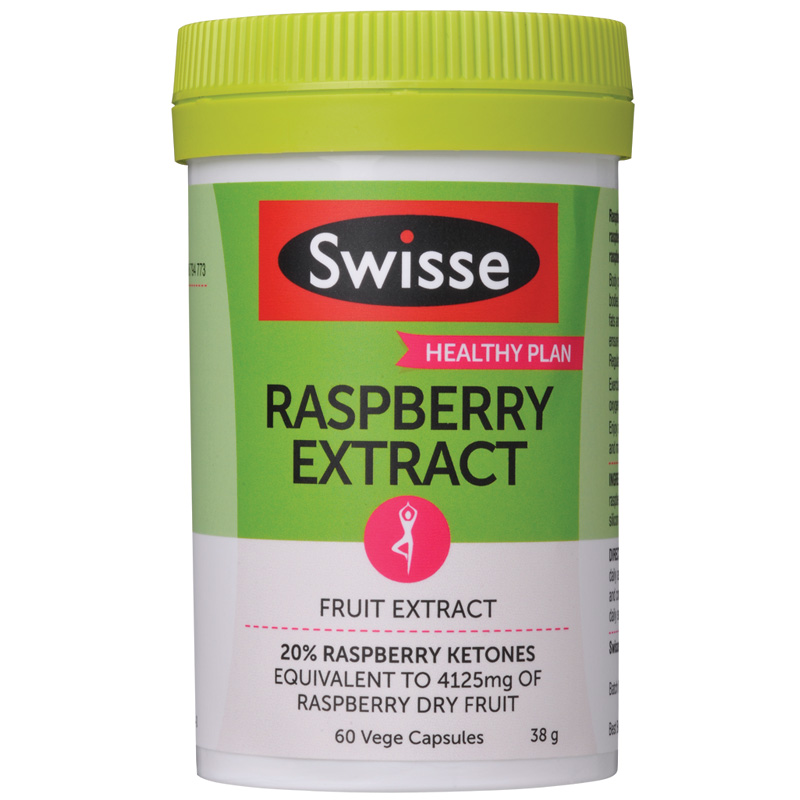 Swisse
HEALTHY PLAN
RASPBERRY
EXTRACT
FRUIT EXTRACT
20% RASPBERRY KETONES
EQUIVALENT TO 4125mg OF
RASPBERRY DRY FRUIT
60 Vege Capsules 38 g